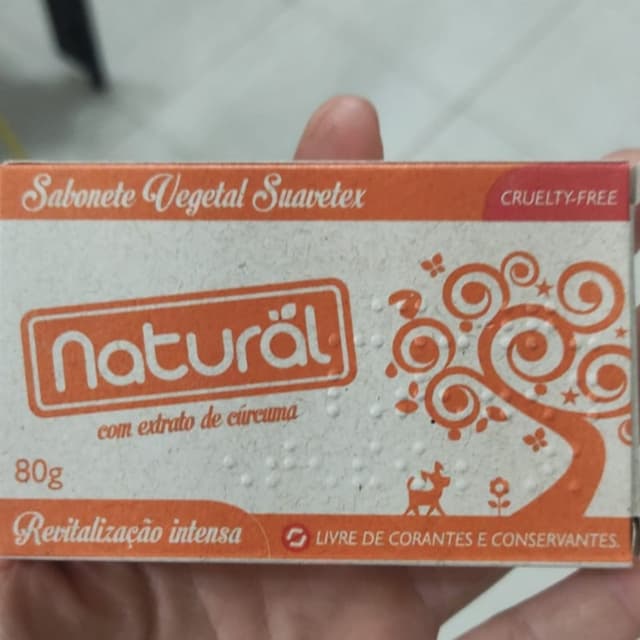 Sabonete Vegetal Suavetex
CRUELTY-FREE
naturäl
com extrato de cúrcuma
80g
Revitalização intensa
LIVRE DE CORANTES E CONSERVANTES.